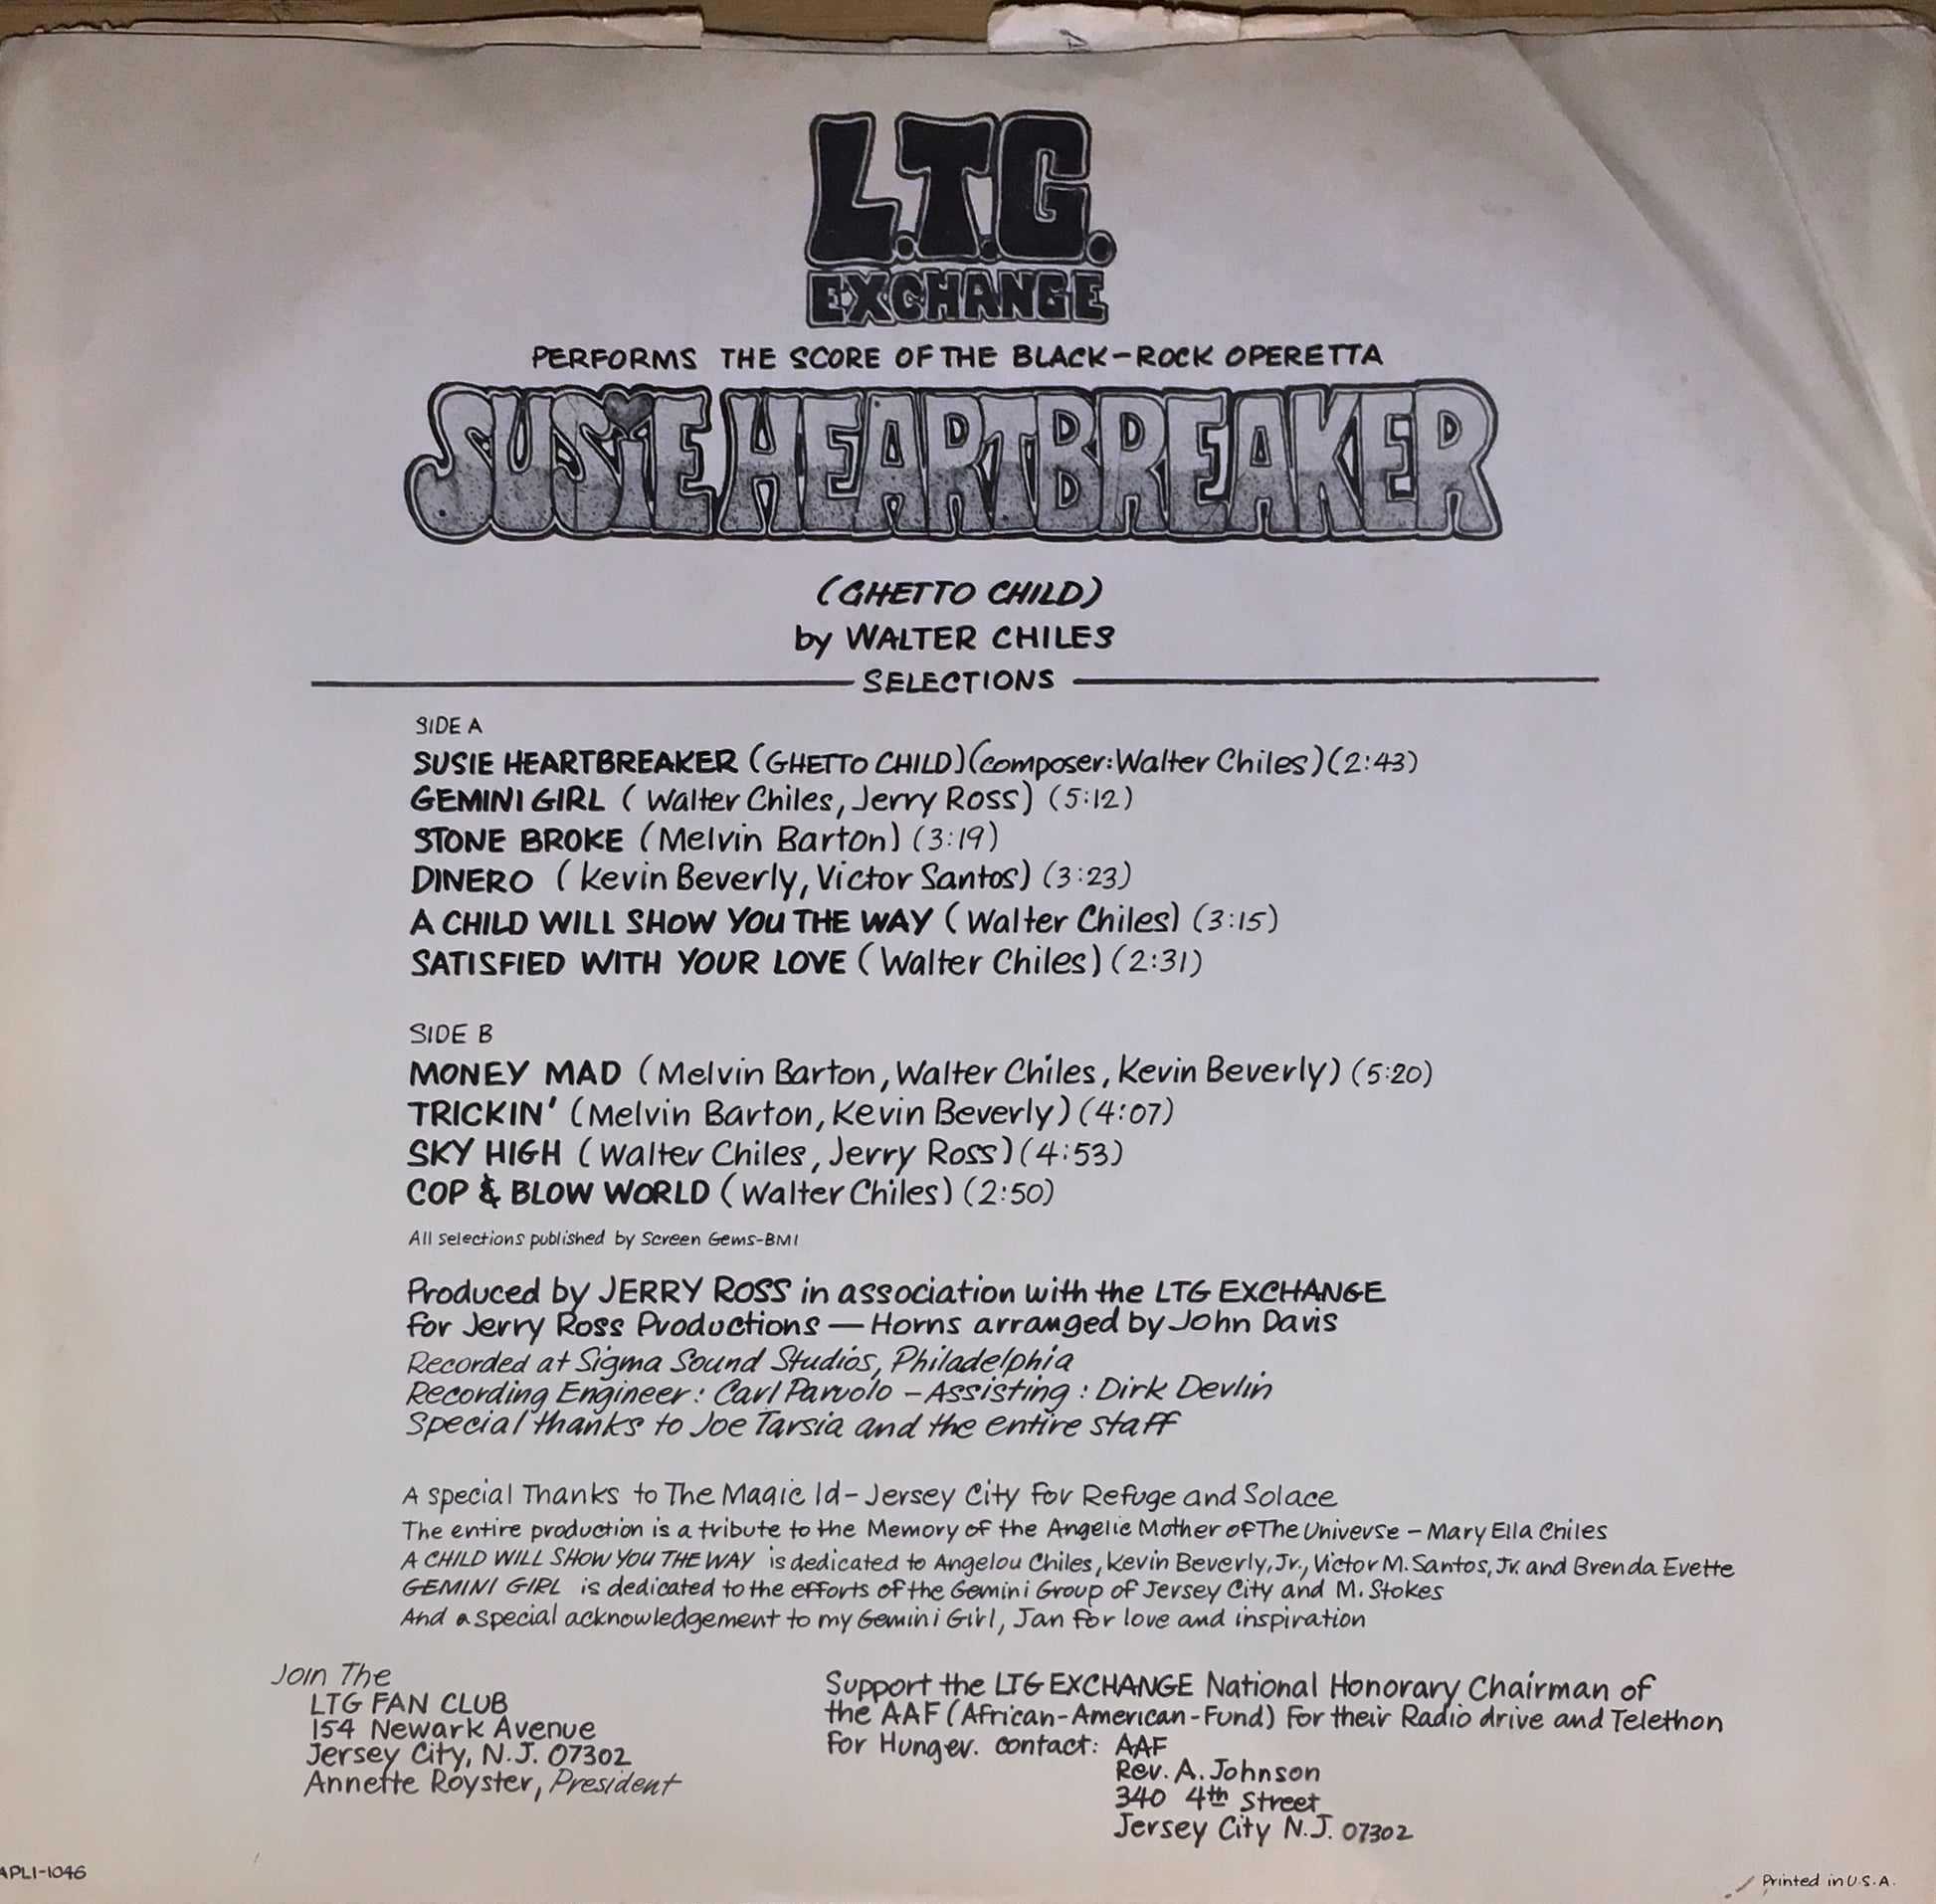 L.T.G.
EXCHANGE
PERFORMS THE SCORE OF THE BLACK-ROCK OPERETTA
SUSIE HEARTBREAKER
(GHETTO CHILD)
by WALTER CHILES
SELECTIONS
SIDE A
SUSIE HEARTBREAKER (GHETTO CHILD) (composer: Walter Chiles) (2:43)
GEMINI GIRL (Walter Chiles, Jerry Ross) (5:12)
STONE BROKE (Melvin Barton) (3:19)
DINERO (Kevin Beverly, Victor Santos) (3:23)
A CHILD WILL SHOW YOU THE WAY (Walter Chiles) (3:15)
SATISFIED WITH YOUR LOVE (Walter Chiles) (2:31)
SIDE B
MONEY MAD (Melvin Barton, Walter Chiles, Kevin Beverly) (5:20)
TRICKIN' (Melvin Barton, Kevin Beverly) (4:07)
SKY HIGH (Walter Chiles, Jerry Ross) (4:53)
COP & BLOW WORLD (Walter Chiles) (2:50)
All selections published by Screen Gems-BMI
Produced by JERRY ROSS in association with the LTG EXCHANGE
for Jerry Ross Productions — Horns arranged by John Davis
Recorded at Sigma Sound Studios, Philadelphia
Recording Engineer: Carl Paruolo - Assisting: Dirk Devlin
Special thanks to Joe Tarsia and the entire staff
A special Thanks to The Magic Id - Jersey City for Refuge and Solace
The entire production is a tribute to the Memory of the Angelic Mother of The Universe - Mary Ella Chiles
A CHILD WILL SHOW YOU THE WAY is dedicated to Angelou Chiles, Kevin Beverly, Jr., Victor M. Santos, Jr. and Brenda Evette
GEMINI GIRL is dedicated to the efforts of the Gemini Group of Jersey City and M. Stokes
And a special acknowledgement to my Gemini Girl, Jan for love and inspiration
Join The
LTG FAN CLUB
154 Newark Avenue
Jersey City, N.J. 07302
Annette Royster, President
Support the LTG EXCHANGE National Honorary Chairman of
the AAF (African-American-Fund) for their Radio drive and Telethon
for Hunger. contact: AAF
Rev. A. Johnson
340 4th Street
Jersey City N.J. 07302
APL1-1046
Printed in U.S.A.